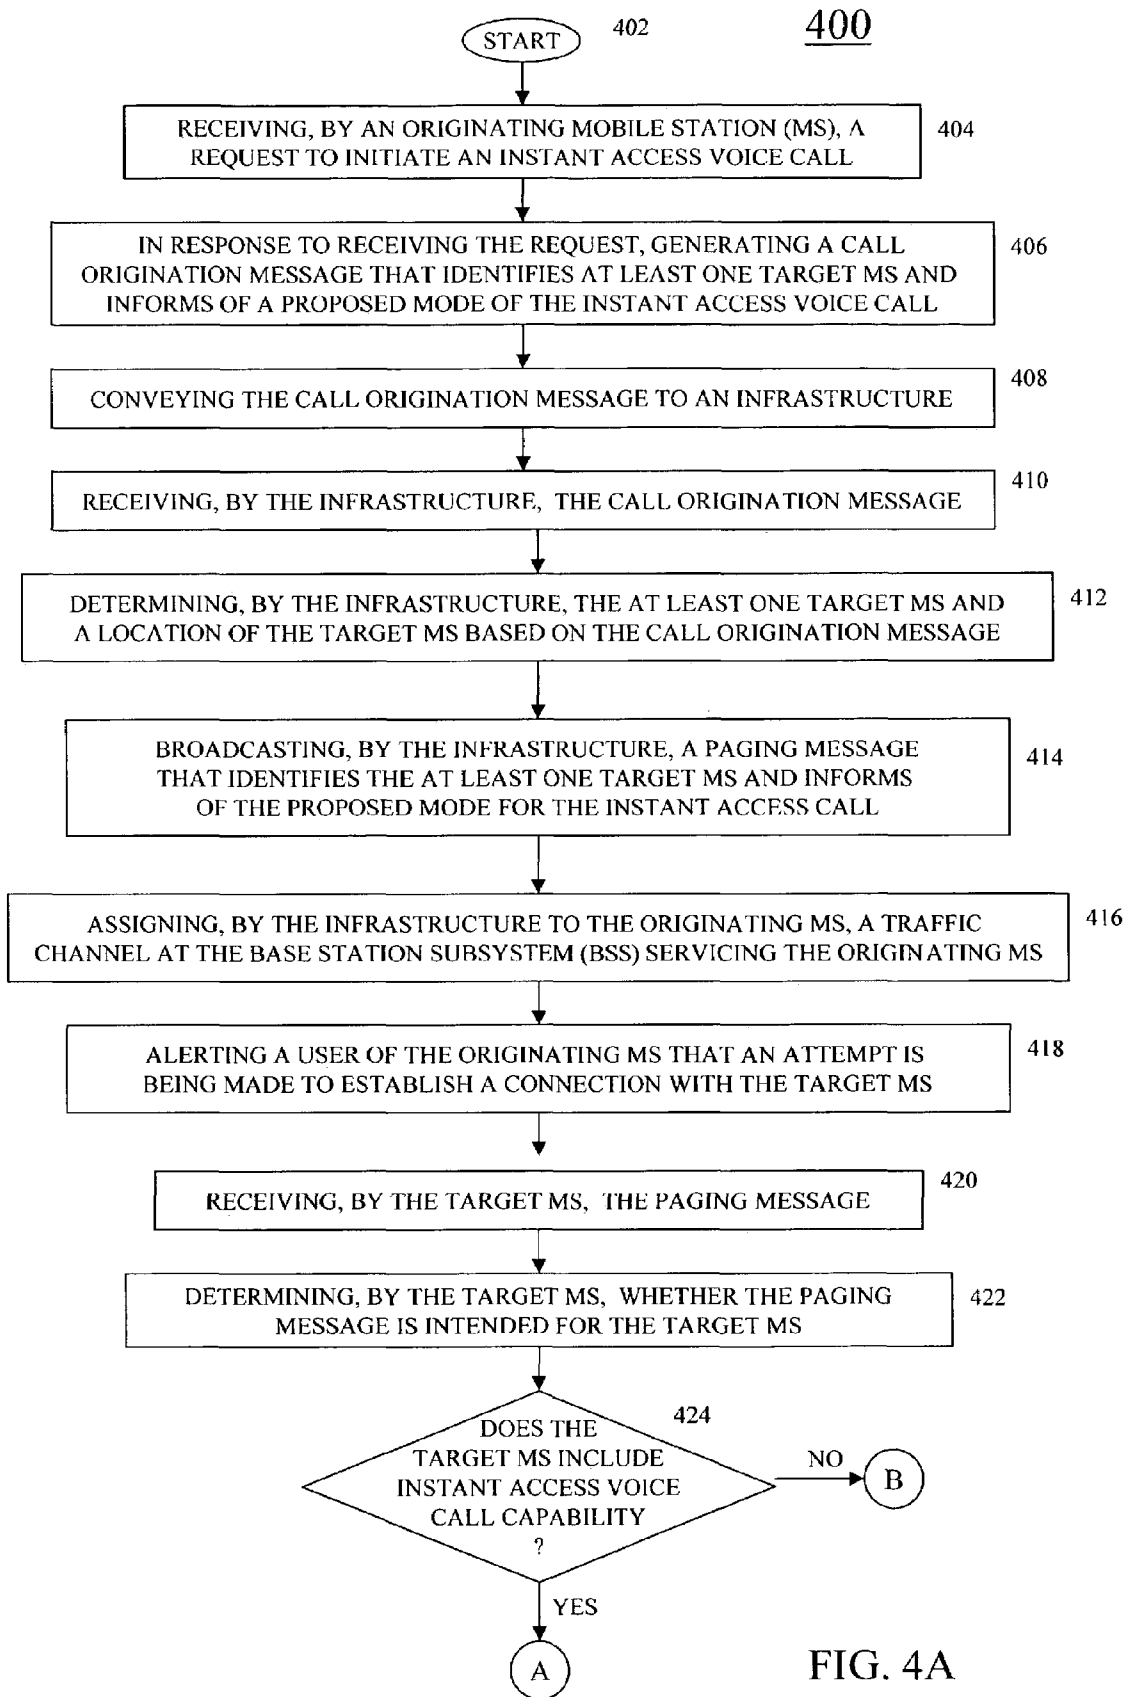 START
402
400
RECEIVING, BY AN ORIGINATING MOBILE STATION (MS), A
REQUEST TO INITIATE AN INSTANT ACCESS VOICE CALL
404
IN RESPONSE TO RECEIVING THE REQUEST, GENERATING A CALL
ORIGINATION MESSAGE THAT IDENTIFIES AT LEAST ONE TARGET MS AND
INFORMS OF A PROPOSED MODE OF THE INSTANT ACCESS VOICE CALL
406
CONVEYING THE CALL ORIGINATION MESSAGE TO AN INFRASTRUCTURE
408
RECEIVING, BY THE INFRASTRUCTURE, THE CALL ORIGINATION MESSAGE
410
DETERMINING, BY THE INFRASTRUCTURE, THE AT LEAST ONE TARGET MS AND
A LOCATION OF THE TARGET MS BASED ON THE CALL ORIGINATION MESSAGE
412
BROADCASTING, BY THE INFRASTRUCTURE, A PAGING MESSAGE
THAT IDENTIFIES THE AT LEAST ONE TARGET MS AND INFORMS
OF THE PROPOSED MODE FOR THE INSTANT ACCESS CALL
414
ASSIGNING, BY THE INFRASTRUCTURE TO THE ORIGINATING MS, A TRAFFIC
CHANNEL AT THE BASE STATION SUBSYSTEM (BSS) SERVICING THE ORIGINATING MS
416
ALERTING A USER OF THE ORIGINATING MS THAT AN ATTEMPT IS
BEING MADE TO ESTABLISH A CONNECTION WITH THE TARGET MS
418
RECEIVING, BY THE TARGET MS, THE PAGING MESSAGE
420
DETERMINING, BY THE TARGET MS, WHETHER THE PAGING
MESSAGE IS INTENDED FOR THE TARGET MS
422
DOES THE
TARGET MS INCLUDE
INSTANT ACCESS VOICE
CALL CAPABILITY
?
424
NO
B
YES
A
FIG. 4A